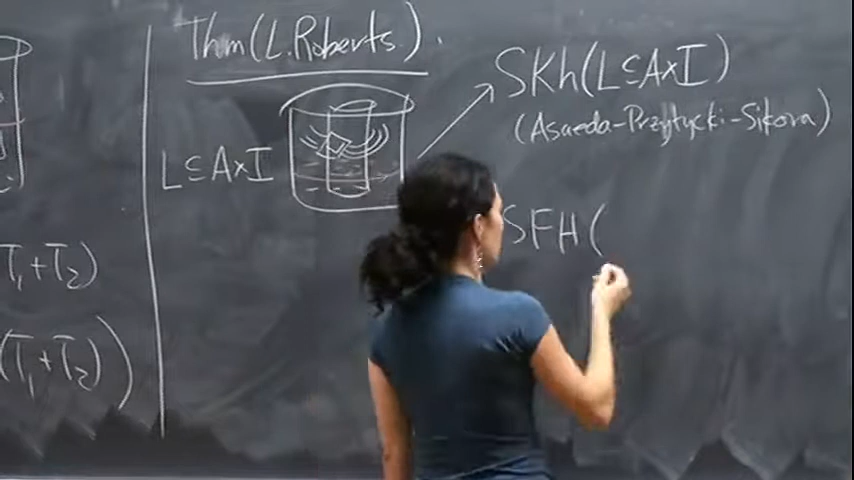 Thm (L. Roberts.).
SKh(L⊆A×I)
(Asaeda-Przytycki-Sikora)
L⊆A×I
SFH(
T₁+T₂)
(T₁+T₂)